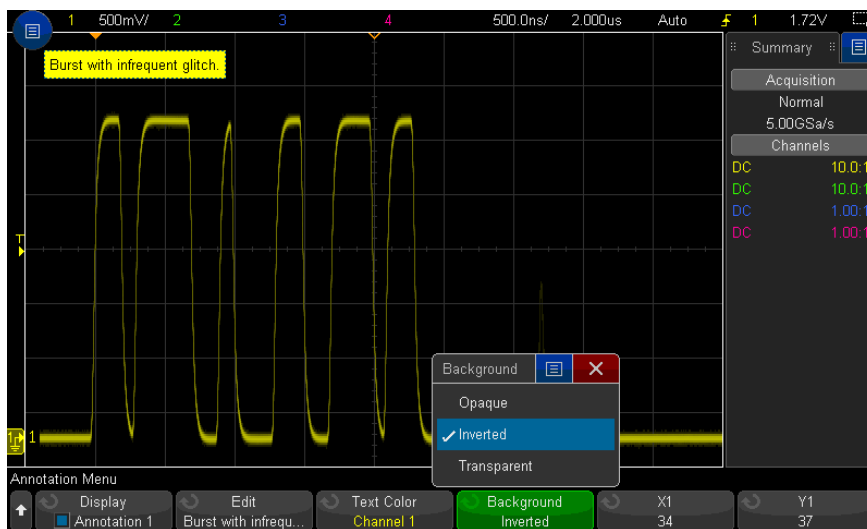 1 500mV/ 2 3 4 500.0ns/ 2.000us Auto 1 1.72V
Burst with infrequent glitch.
Summary
Acquisition
Normal
5.00GSa/s
Channels
DC 10.0:1
DC 10.0:1
DC 1.00:1
DC 1.00:1
T
1 1
Background
Opaque
Inverted
Transparent
Annotation Menu
Display Edit Text Color Background X1 Y1
Annotation 1 Burst with infrequ... Channel 1 Inverted 34 37